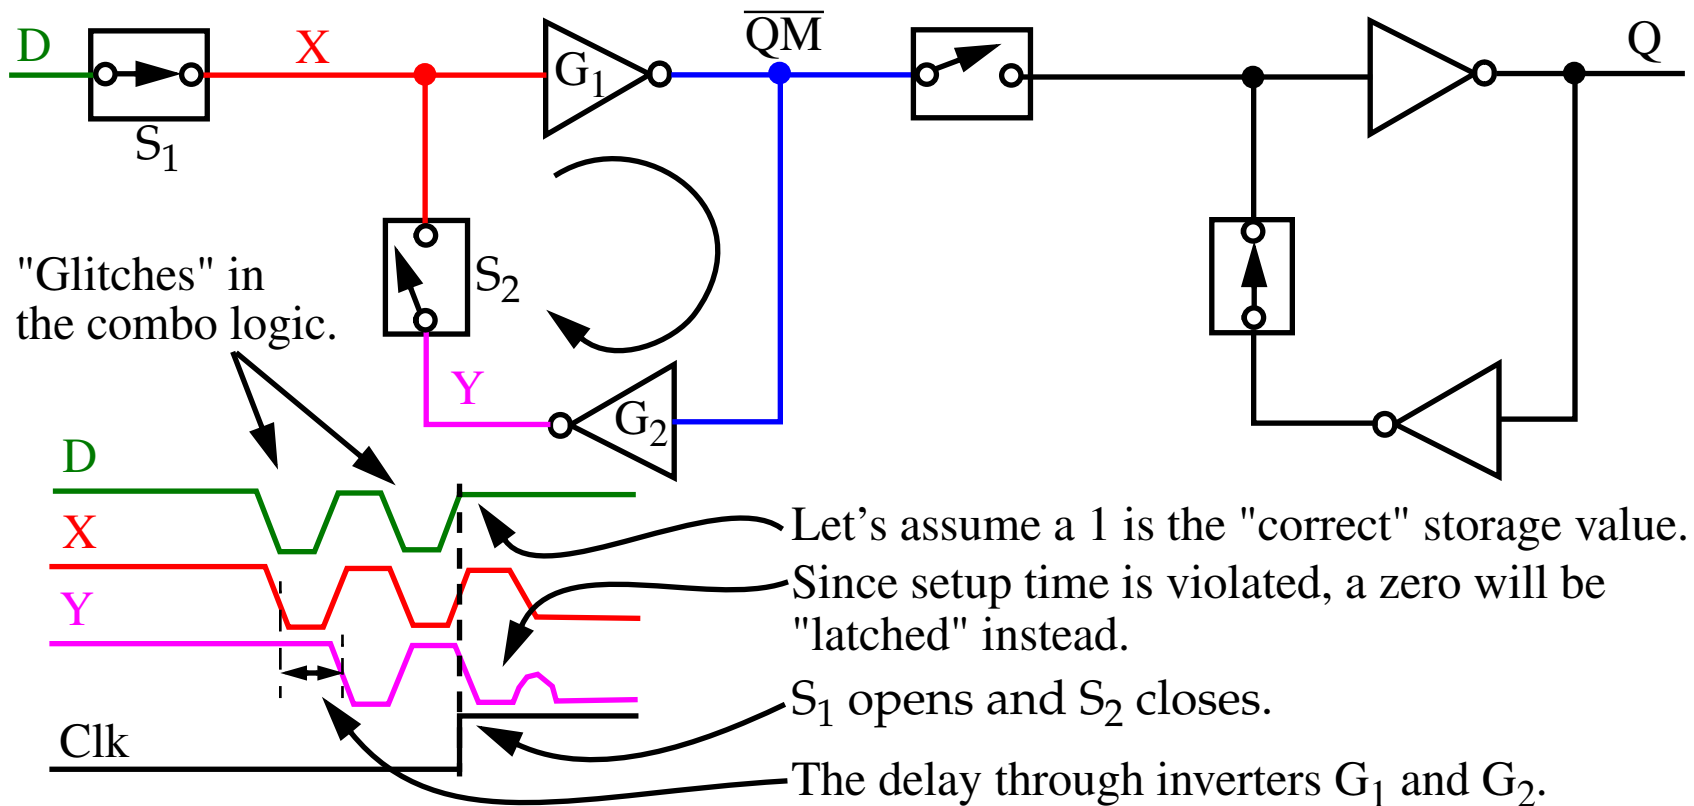 D
X
G1
QM
Q
S1
S2
"Glitches" in
the combo logic.
Y
G2
D
Let's assume a 1 is the "correct" storage value.
X
Since setup time is violated, a zero will be
Y
"latched" instead.
S1 opens and S2 closes.
Clk
The delay through inverters G1 and G2.